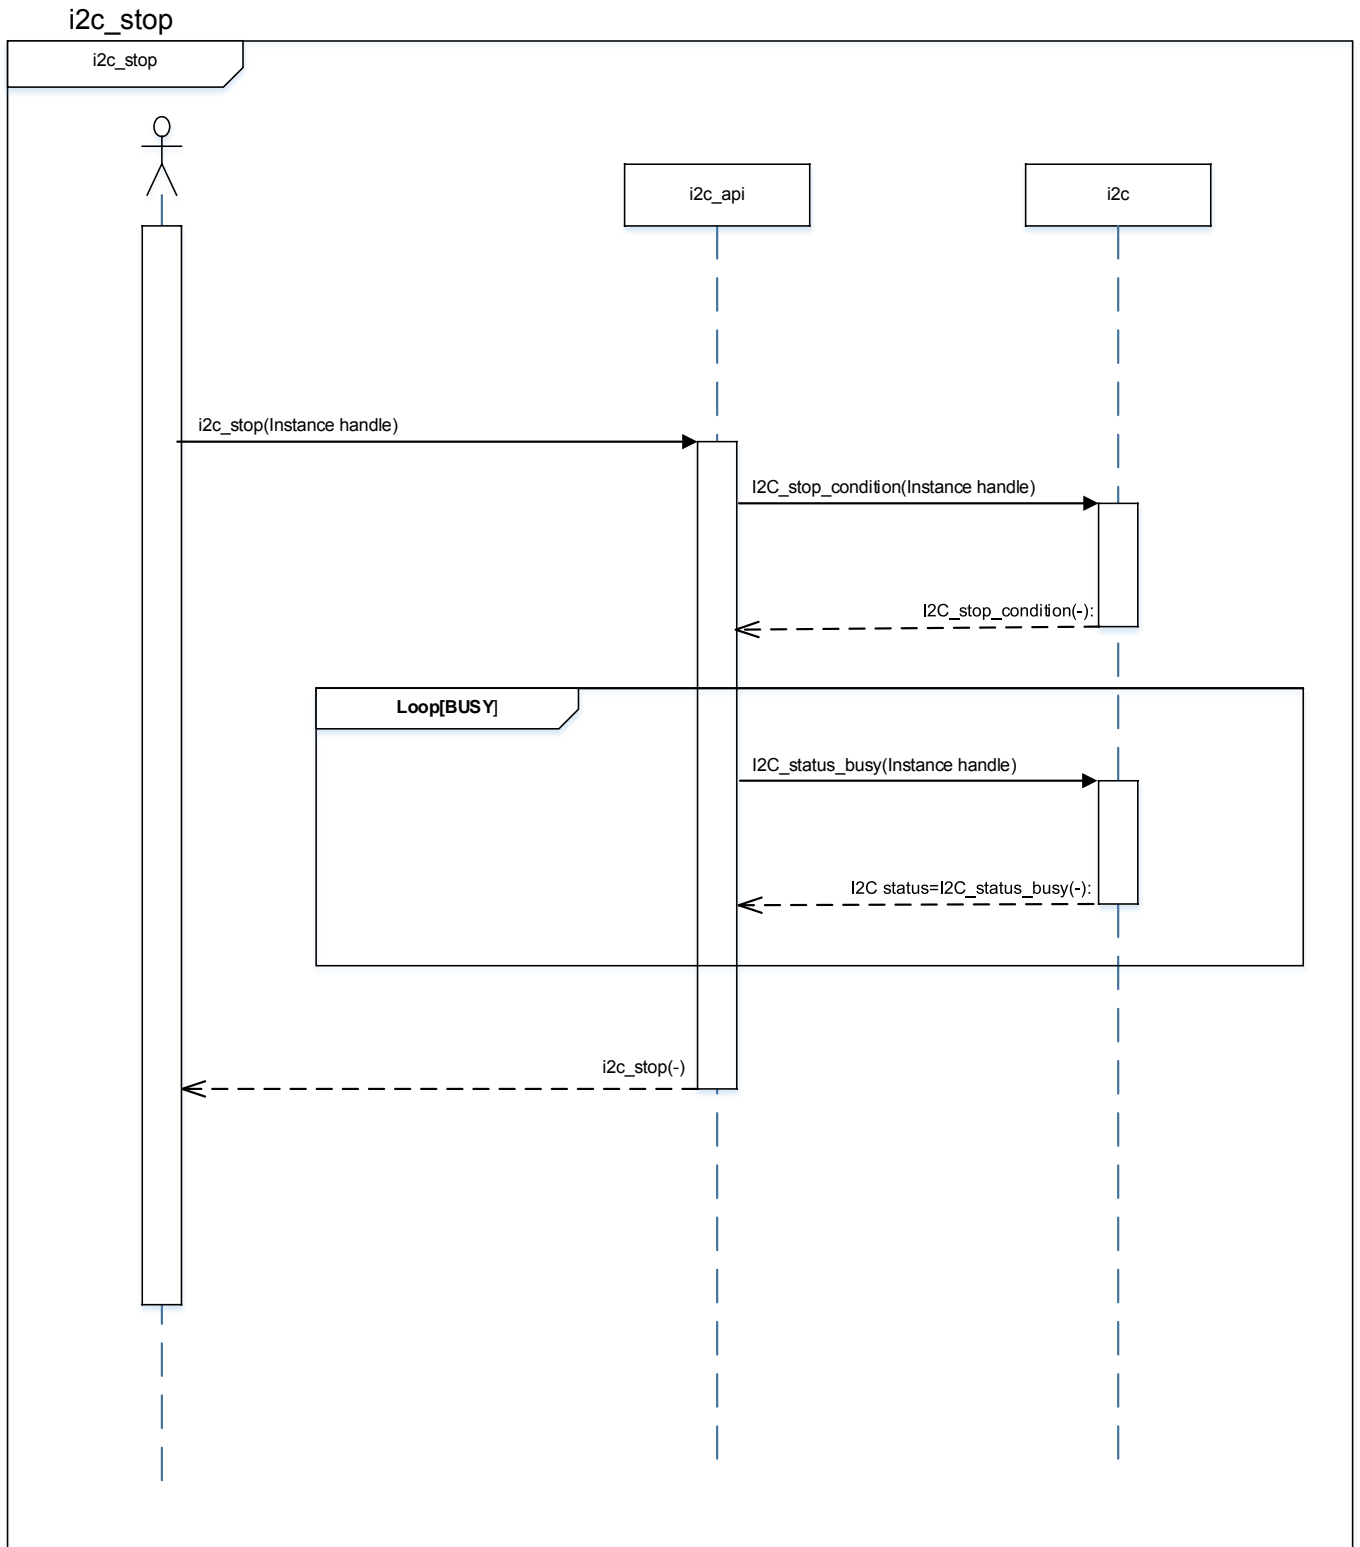 i2c_stop
i2c_stop
i2c_api
i2c
i2c_stop(Instance handle)
I2C_stop_condition(Instance handle)
I2C_stop_condition(-):
Loop[BUSY]
I2C_status_busy(Instance handle)
I2C status=I2C_status_busy(-):
i2c_stop(-)